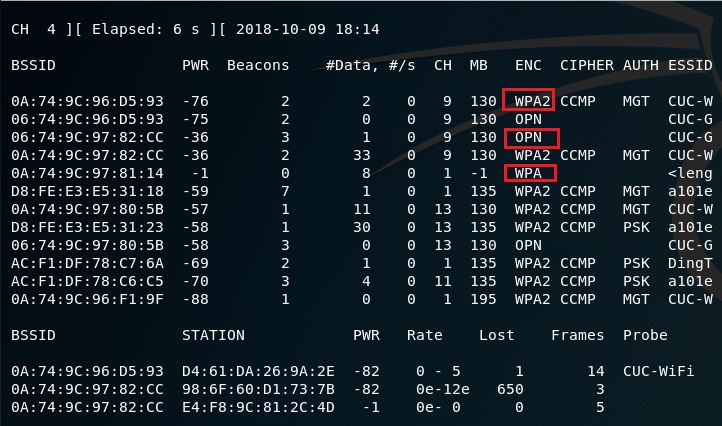 CH  4 ][ Elapsed: 6 s ][ 2018-10-09 18:14
BSSID              PWR  Beacons    #Data, #/s  CH  MB   ENC  CIPHER AUTH ESSID
0A:74:9C:96:D5:93  -76        2        2    0   9  130  WPA2 CCMP   MGT  CUC-W
06:74:9C:96:D5:93  -75        2        0    0   9  130  OPN              CUC-G
06:74:9C:97:82:CC  -36        3        1    0   9  130  OPN              CUC-G
0A:74:9C:97:82:CC  -36        2       33    0   9  130  WPA2 CCMP   MGT  CUC-W
0A:74:9C:97:81:14   -1        0        8    0   1  -1   WPA              <leng
D8:FE:E3:E5:31:18  -59        7        1    0   1  135  WPA2 CCMP   MGT  a101e
0A:74:9C:97:80:5B  -57        1       11    0  13  130  WPA2 CCMP   MGT  CUC-W
D8:FE:E3:E5:31:23  -58        1       30    0  13  135  WPA2 CCMP   PSK  a101e
06:74:9C:97:80:5B  -58        3        0    0  13  130  OPN              CUC-G
AC:F1:DF:78:C7:6A  -69        2        1    0   1  135  WPA2 CCMP   PSK  DingT
AC:F1:DF:78:C6:C5  -70        3        4    0  11  135  WPA2 CCMP   PSK  a101e
0A:74:9C:96:F1:9F  -88        1        0    0   1  195  WPA2 CCMP   MGT  CUC-W
BSSID              STATION            PWR   Rate    Lost    Frames  Probe
0A:74:9C:96:D5:93  D4:61:DA:26:9A:2E  -82    0 - 5      1       14  CUC-WiFi
0A:74:9C:97:82:CC  98:6F:60:D1:73:7B  -82    0e-12e   650        3
0A:74:9C:97:82:CC  E4:F8:9C:81:2C:4D   -1    0e- 0      0        5